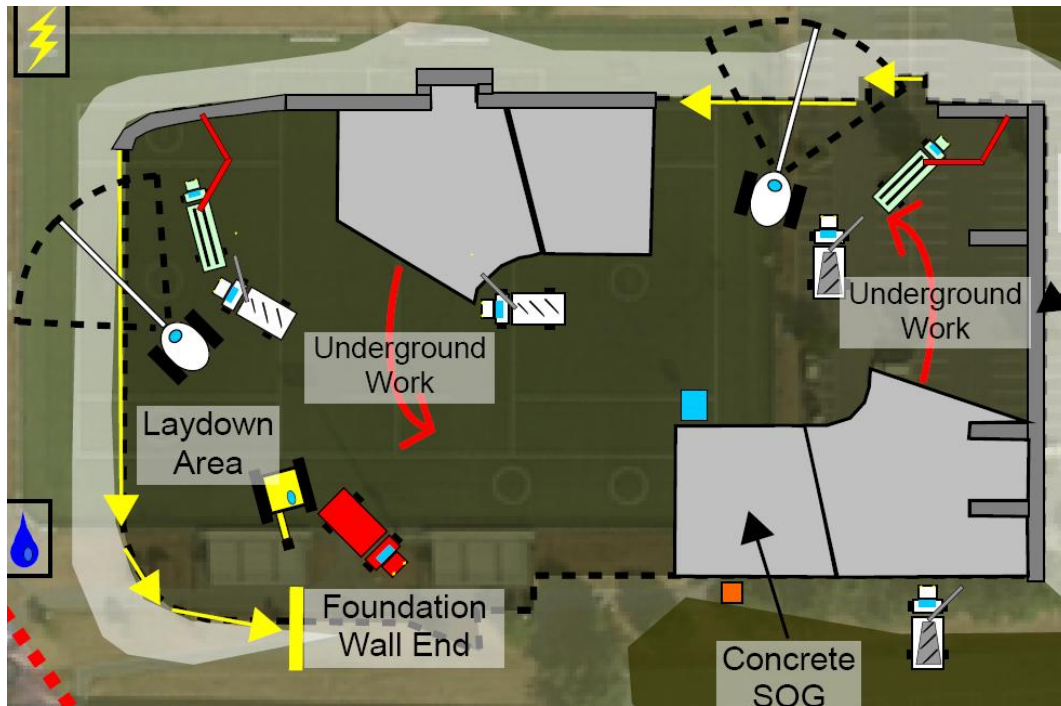 Underground
Work
Underground
Work
Laydown
Area
Foundation
Wall End
Concrete
SOG